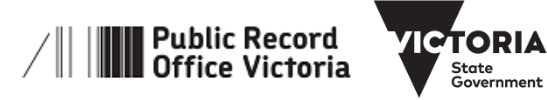 Public Record
Office Victoria
VICTORIA
State
Government